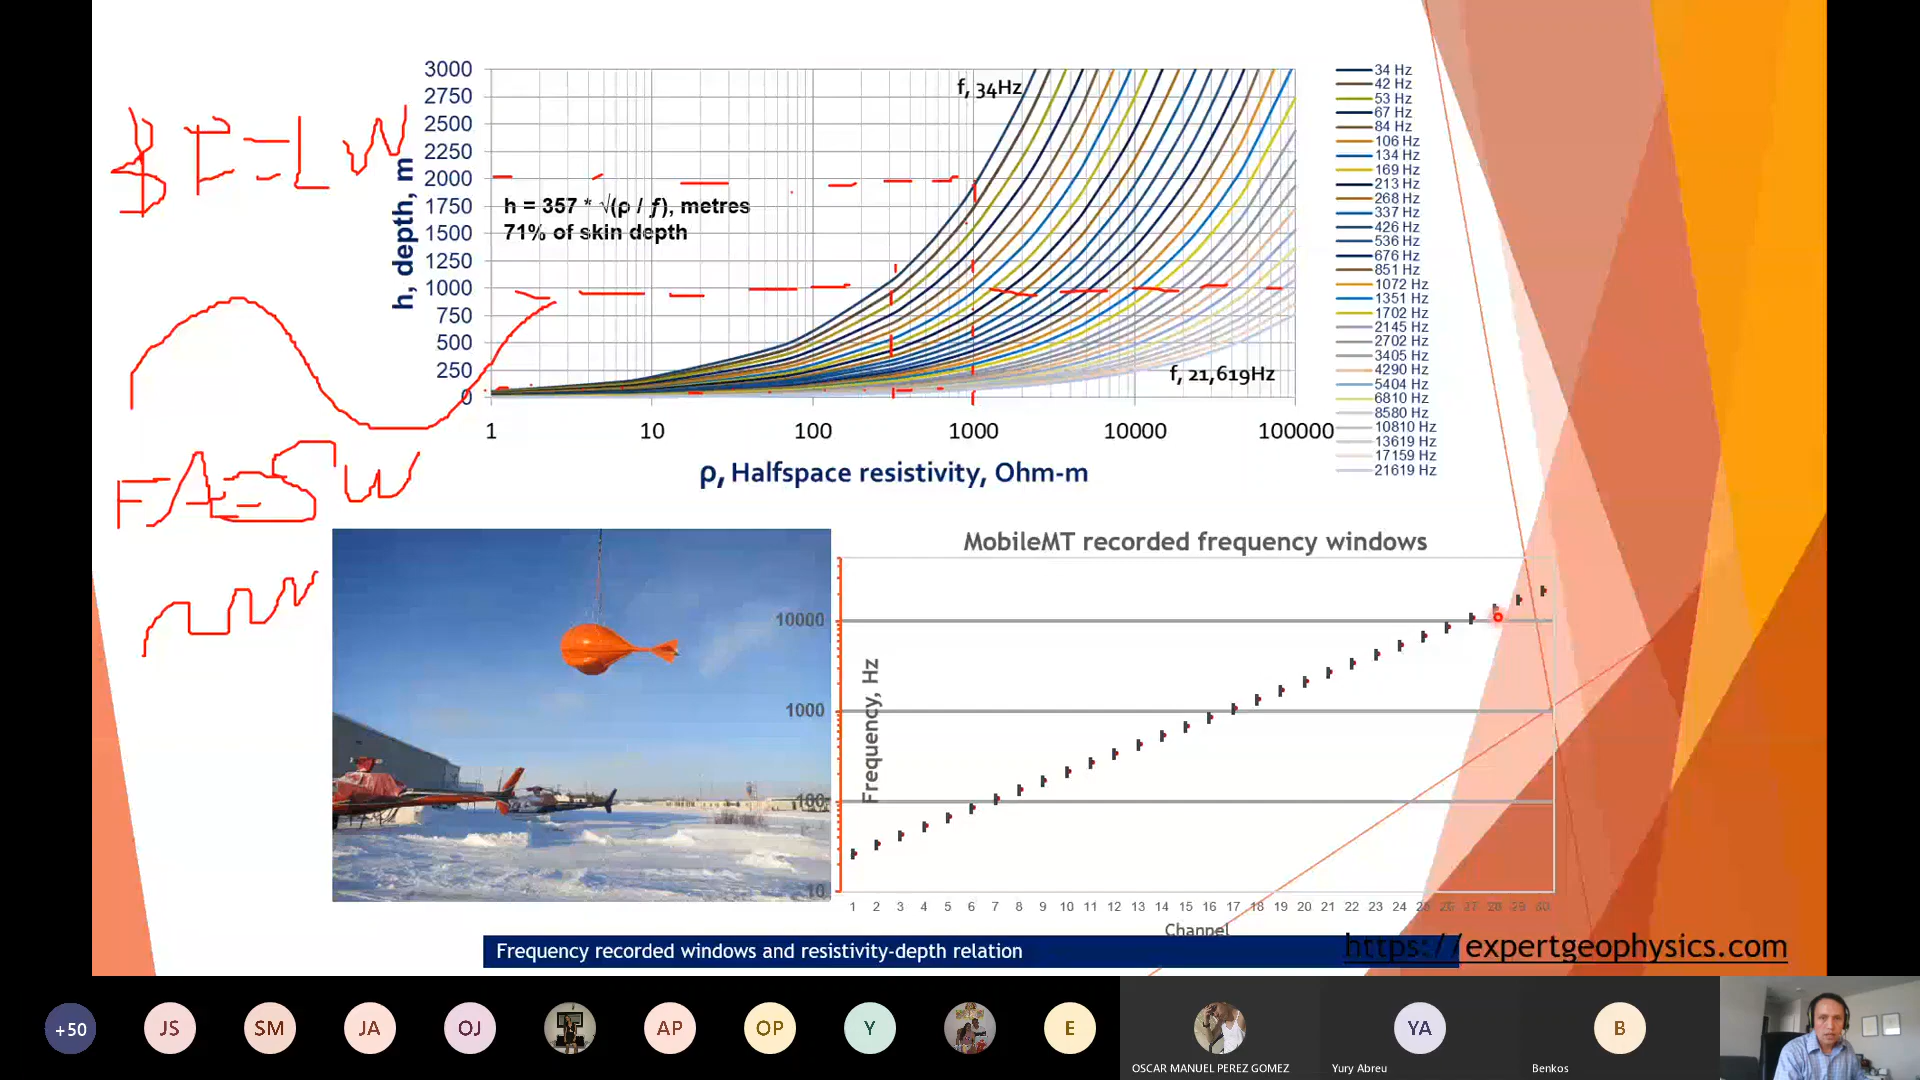 3000
2750
2500
2250
2000
1750
1500
1250
1000
750
500
250
0
h, depth, m
f, 34Hz
h = 357 * √(ρ / ƒ), metres
71% of skin depth
f, 21,619Hz
1 10 100 1000 10000 100000
ρ, Halfspace resistivity, Ohm-m
34 Hz
42 Hz
53 Hz
67 Hz
84 Hz
106 Hz
134 Hz
169 Hz
213 Hz
268 Hz
337 Hz
426 Hz
536 Hz
676 Hz
851 Hz
1072 Hz
1351 Hz
1702 Hz
2145 Hz
2702 Hz
3405 Hz
4290 Hz
5404 Hz
6810 Hz
8580 Hz
10810 Hz
13619 Hz
17159 Hz
21619 Hz
MobileMT recorded frequency windows
10000
1000
100
10
Frequency, Hz
1 2 3 4 5 6 7 8 9 10 11 12 13 14 15 16 17 18 19 20 21 22 23 24 25 26 27 28 29 30
Channel
Frequency recorded windows and resistivity-depth relation
https://expertgeophysics.com
+50 JS SM JA OJ AP OP Y E YA B
OSCAR MANUEL PEREZ GOMEZ Yury Abreu Benkos